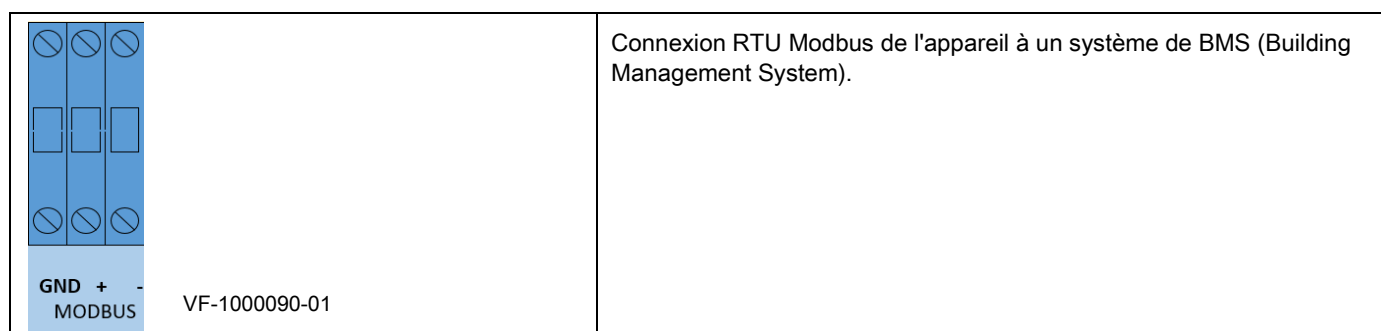 Connexion RTU Modbus de l'appareil à un système de BMS (Building
Management System).
GND + -
MODBUS
VF-1000090-01